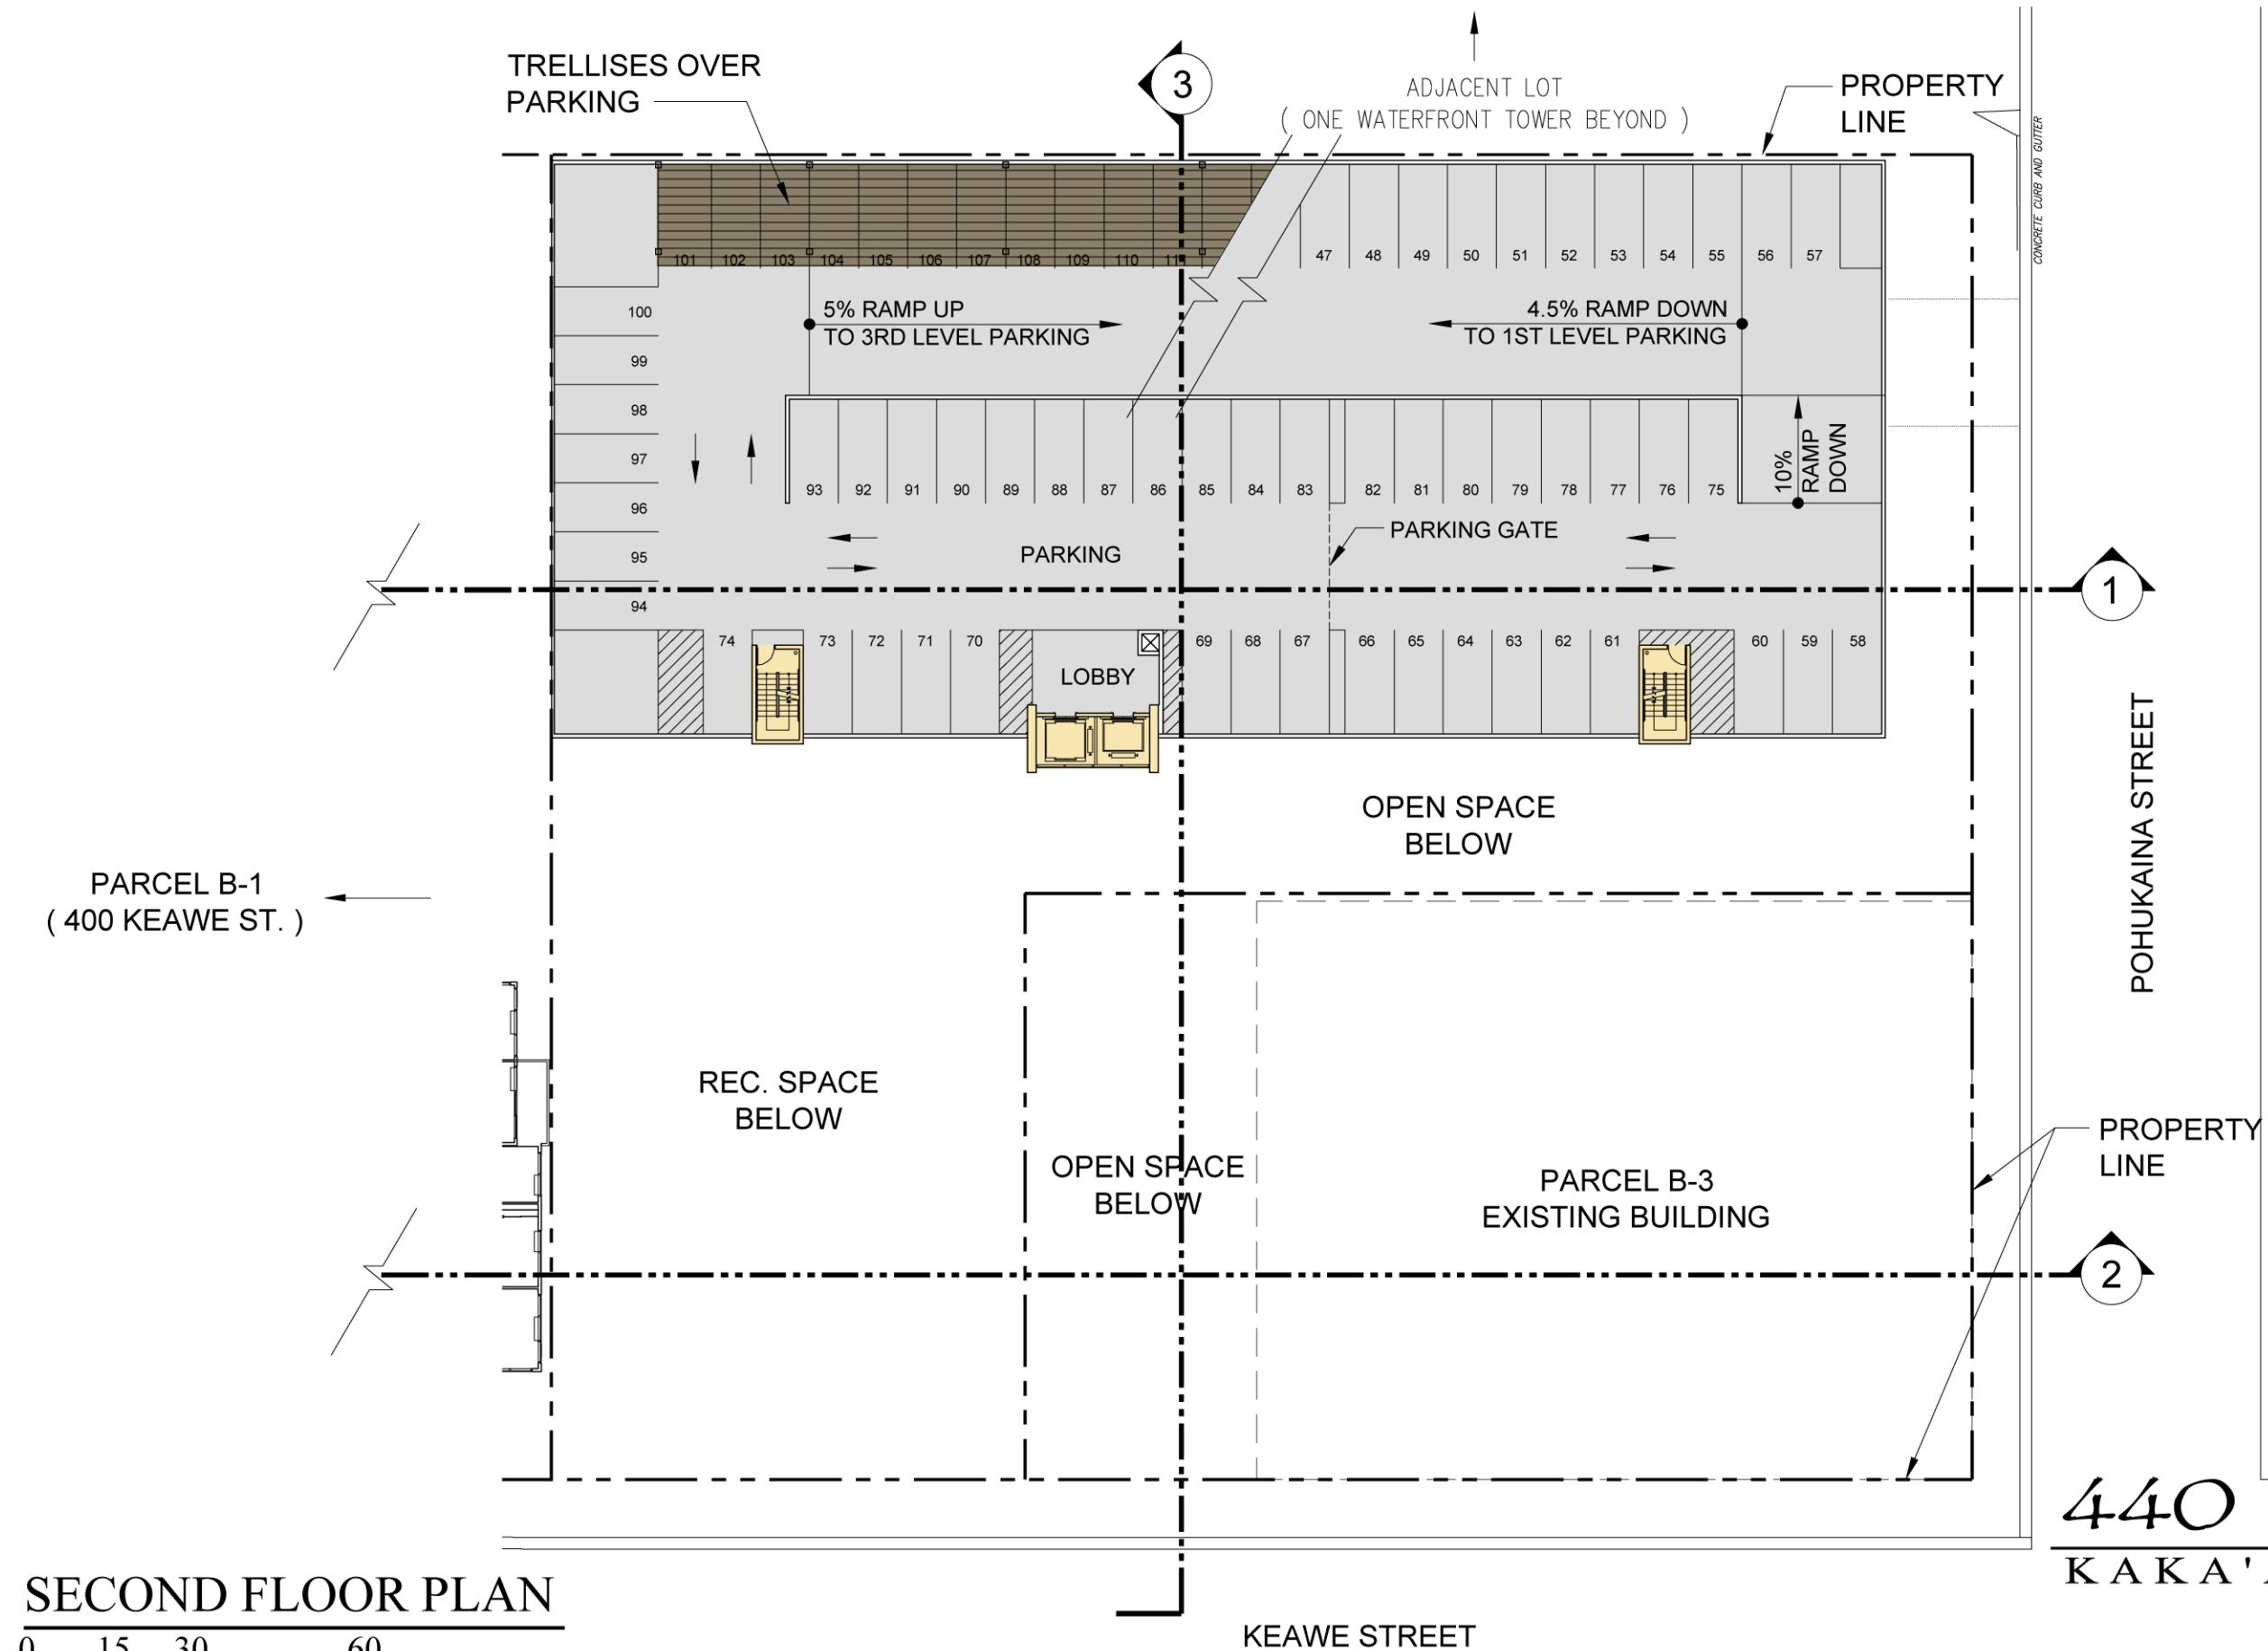 TRELLISES OVER
PARKING
3
ADJACENT LOT
( ONE WATERFRONT TOWER BEYOND )
PROPERTY
LINE
CONCRETE CURB AND GUTTER
101 102 103 104 105 106 107 108 109 110 111
47 48 49 50 51 52 53 54 55 56 57
5% RAMP UP
TO 3RD LEVEL PARKING
4.5% RAMP DOWN
TO 1ST LEVEL PARKING
100
99
98
97
96
95
94
93 92 91 90 89 88 87 86 85 84 83 82 81 80 79 78 77 76 75
10%
RAMP
DOWN
PARKING GATE
PARKING
1
74 73 72 71 70
LOBBY
69 68 67 66 65 64 63 62 61 60 59 58
POHUKAINA STREET
OPEN SPACE
BELOW
PARCEL B-1
( 400 KEAWE ST. )
REC. SPACE
BELOW
OPEN SPACE
BELOW
PARCEL B-3
EXISTING BUILDING
PROPERTY
LINE
2
440
KAKA'
SECOND FLOOR PLAN
0 15 30 60
KEAWE STREET